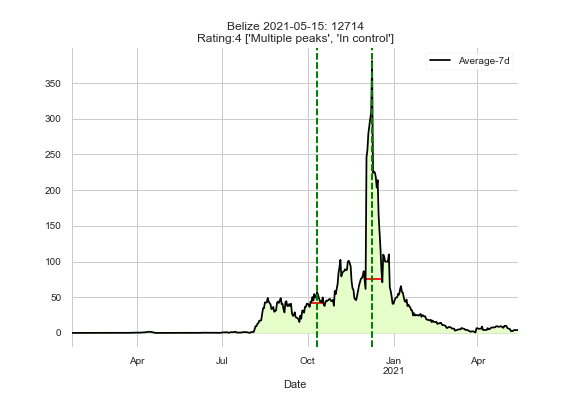 Belize 2021-05-15: 12714
Rating:4 ['Multiple peaks', 'In control']
Average-7d
350
300
250
200
150
100
50
0
Apr
Jul
Oct
Jan
2021
Apr
Date